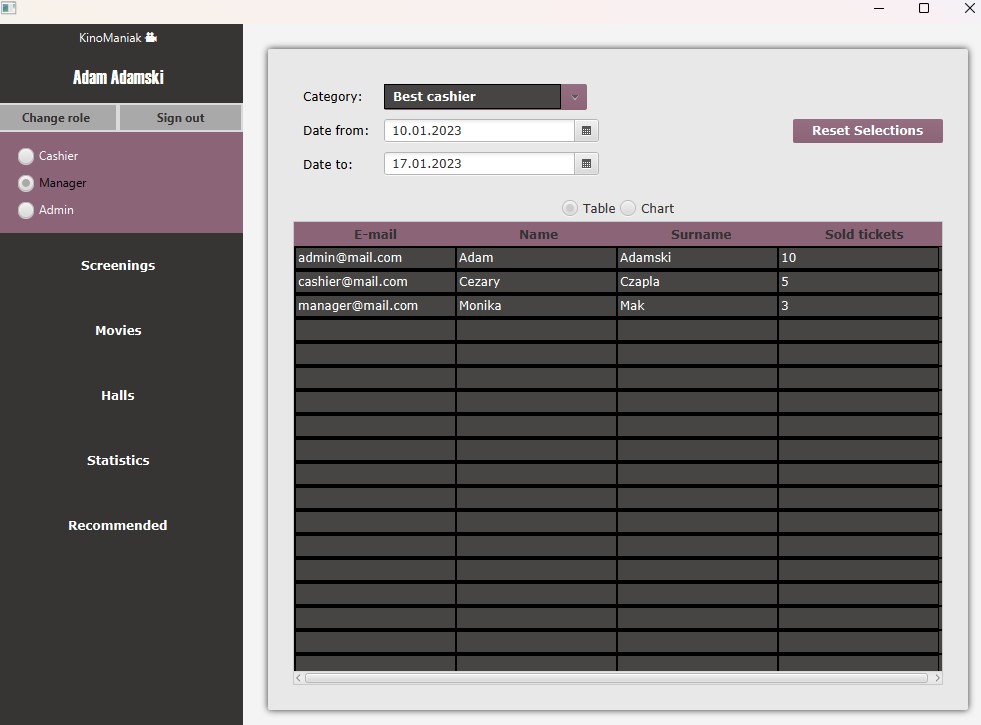 KinoManiak
Adam Adamski
Change role Sign out
Cashier
Manager
Admin
Screenings
Movies
Halls
Statistics
Recommended
Category: Best cashier
Date from: 10.01.2023
Date to: 17.01.2023
Reset Selections
Table Chart
E-mail Name Surname Sold tickets
admin@mail.com Adam Adamski 10
cashier@mail.com Cezary Czapla 5
manager@mail.com Monika Mak 3